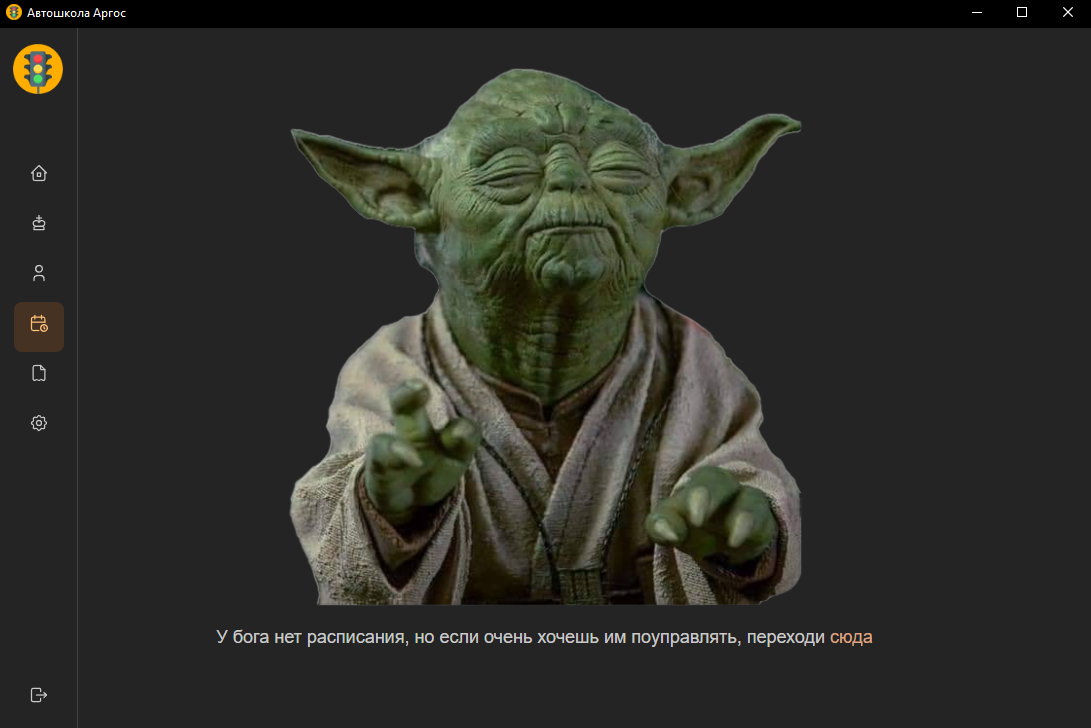 Автошкола Аргос
У бога нет расписания, но если очень хочешь им поуправлять, переходи сюда